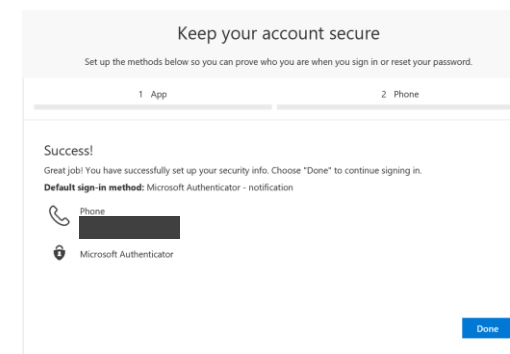 Keep your account secure
Set up the methods below so you can prove who you are when you sign in or reset your password.
1 App
2 Phone
Success!
Great job! You have successfully set up your security info. Choose "Done" to continue signing in.
Default sign-in method: Microsoft Authenticator - notification
Phone
Microsoft Authenticator
Done